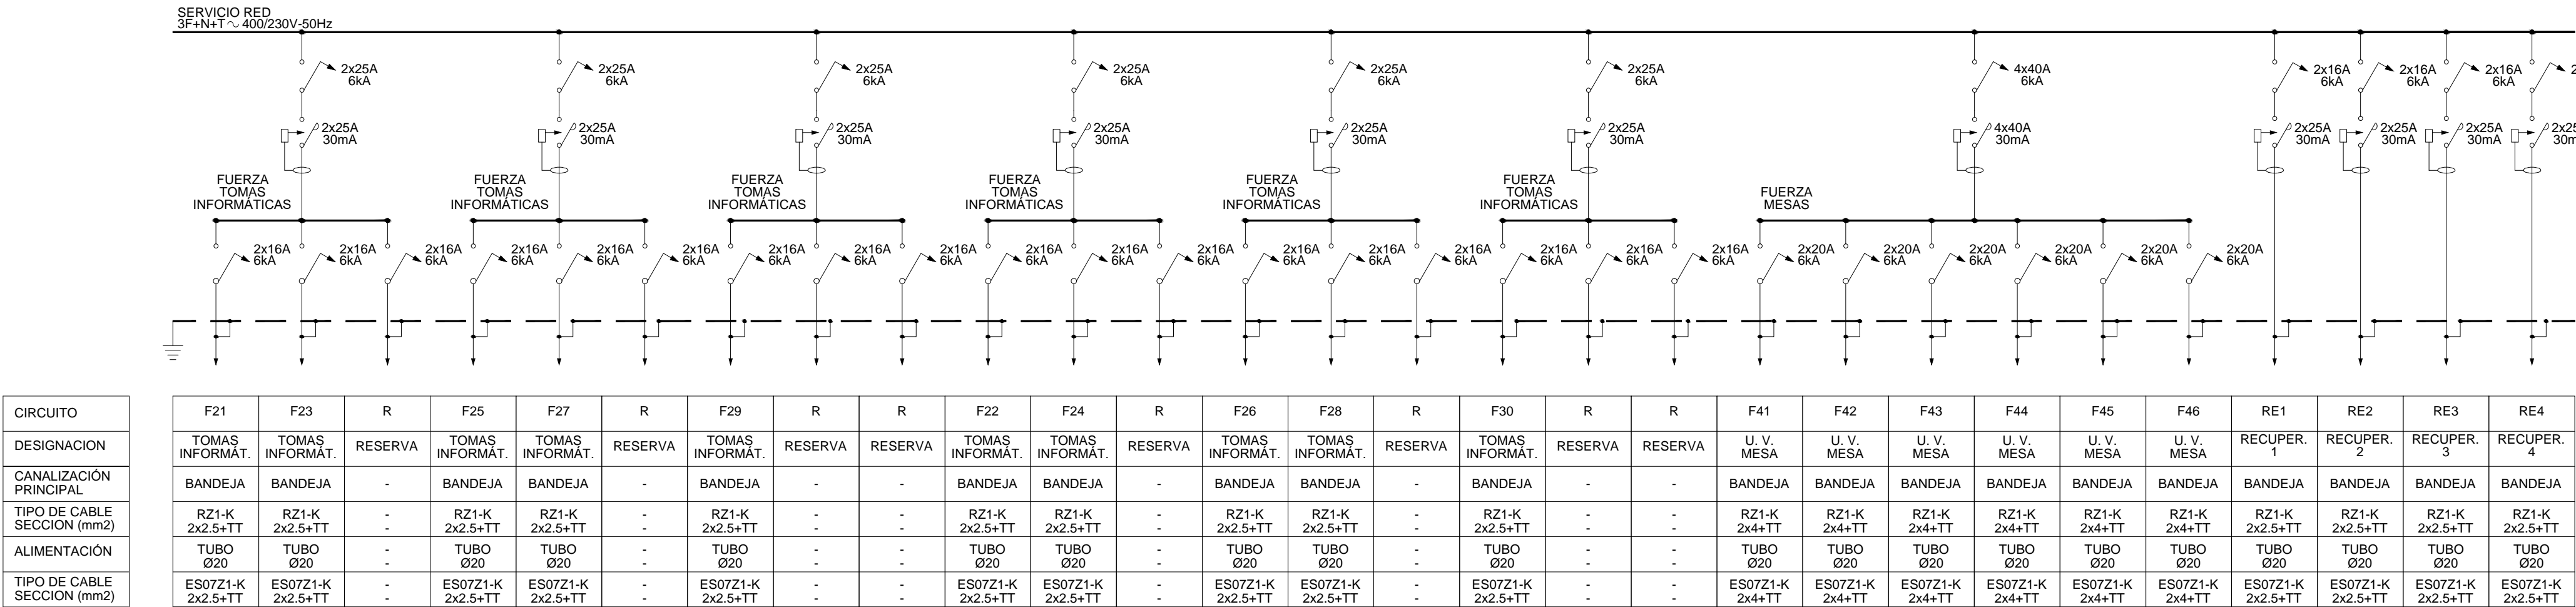 SERVICIO RED
3F+N+T∿ 400/230V-50Hz
2x25A 2x25A 2x25A 2x25A 2x25A 2x25A 4x40A 2x16A 2x16A 2x16A
6kA 6kA 6kA 6kA 6kA 6kA 6kA 6kA 6kA 6kA
2x25A 2x25A 2x25A 2x25A 2x25A 2x25A 4x40A 2x25A 2x25A 2x25A
30mA 30mA 30mA 30mA 30mA 30mA 30mA 30mA 30mA 30mA
FUERZA FUERZA FUERZA FUERZA FUERZA FUERZA FUERZA
TOMAS TOMAS TOMAS TOMAS TOMAS TOMAS MESAS
INFORMÁTICAS INFORMÁTICAS INFORMÁTICAS INFORMÁTICAS INFORMÁTICAS INFORMÁTICAS
2x16A 2x16A 2x16A 2x16A 2x16A 2x16A 2x16A 2x16A 2x16A 2x16A 2x16A 2x16A 2x16A 2x16A 2x16A 2x16A 2x16A 2x16A 2x20A 2x20A 2x20A 2x20A 2x20A 2x20A
6kA 6kA 6kA 6kA 6kA 6kA 6kA 6kA 6kA 6kA 6kA 6kA 6kA 6kA 6kA 6kA 6kA 6kA 6kA 6kA 6kA 6kA 6kA 6kA
CIRCUITO F21 F23 R F25 F27 R F29 R R F22 F24 R F26 F28 R F30 R R F41 F42 F43 F44 F45 F46 RE1 RE2 RE3 RE4
DESIGNACION TOMAS TOMAS RESERVA TOMAS TOMAS RESERVA TOMAS RESERVA RESERVA TOMAS TOMAS RESERVA TOMAS TOMAS RESERVA TOMAS RESERVA RESERVA U. V. U. V. U. V. U. V. U. V. U. V. RECUPER. RECUPER. RECUPER. RECUPER.
INFORMÁT. INFORMÁT. INFORMÁT. INFORMÁT. INFORMÁT. INFORMÁT. INFORMÁT. INFORMÁT. INFORMÁT. INFORMÁT. MESA MESA MESA MESA MESA MESA 1 2 3 4
CANALIZACIÓN
PRINCIPAL
BANDEJA BANDEJA - BANDEJA BANDEJA - BANDEJA - - BANDEJA BANDEJA - BANDEJA BANDEJA - BANDEJA - - BANDEJA BANDEJA BANDEJA BANDEJA BANDEJA BANDEJA BANDEJA BANDEJA BANDEJA BANDEJA
TIPO DE CABLE RZ1-K RZ1-K - RZ1-K RZ1-K - RZ1-K - - RZ1-K RZ1-K - RZ1-K RZ1-K - RZ1-K - - RZ1-K RZ1-K RZ1-K RZ1-K RZ1-K RZ1-K RZ1-K RZ1-K RZ1-K RZ1-K
SECCION (mm2) 2x2.5+TT 2x2.5+TT - 2x2.5+TT 2x2.5+TT - 2x2.5+TT - - 2x2.5+TT 2x2.5+TT - 2x2.5+TT 2x2.5+TT - 2x2.5+TT - - 2x4+TT 2x4+TT 2x4+TT 2x4+TT 2x4+TT 2x4+TT 2x2.5+TT 2x2.5+TT 2x2.5+TT 2x2.5+TT
ALIMENTACIÓN TUBO TUBO - TUBO TUBO - TUBO - - TUBO TUBO - TUBO TUBO - TUBO - - TUBO TUBO TUBO TUBO TUBO TUBO TUBO TUBO TUBO TUBO
Ø20 Ø20 - Ø20 Ø20 - Ø20 - - Ø20 Ø20 - Ø20 Ø20 - Ø20 - - Ø20 Ø20 Ø20 Ø20 Ø20 Ø20 Ø20 Ø20 Ø20 Ø20
TIPO DE CABLE ES07Z1-K ES07Z1-K - ES07Z1-K ES07Z1-K - ES07Z1-K - - ES07Z1-K ES07Z1-K - ES07Z1-K ES07Z1-K - ES07Z1-K - - ES07Z1-K ES07Z1-K ES07Z1-K ES07Z1-K ES07Z1-K ES07Z1-K ES07Z1-K ES07Z1-K ES07Z1-K ES07Z1-K
SECCION (mm2) 2x2.5+TT 2x2.5+TT - 2x2.5+TT 2x2.5+TT - 2x2.5+TT - - 2x2.5+TT 2x2.5+TT - 2x2.5+TT 2x2.5+TT - 2x2.5+TT - - 2x4+TT 2x4+TT 2x4+TT 2x4+TT 2x4+TT 2x4+TT 2x2.5+TT 2x2.5+TT 2x2.5+TT 2x2.5+TT